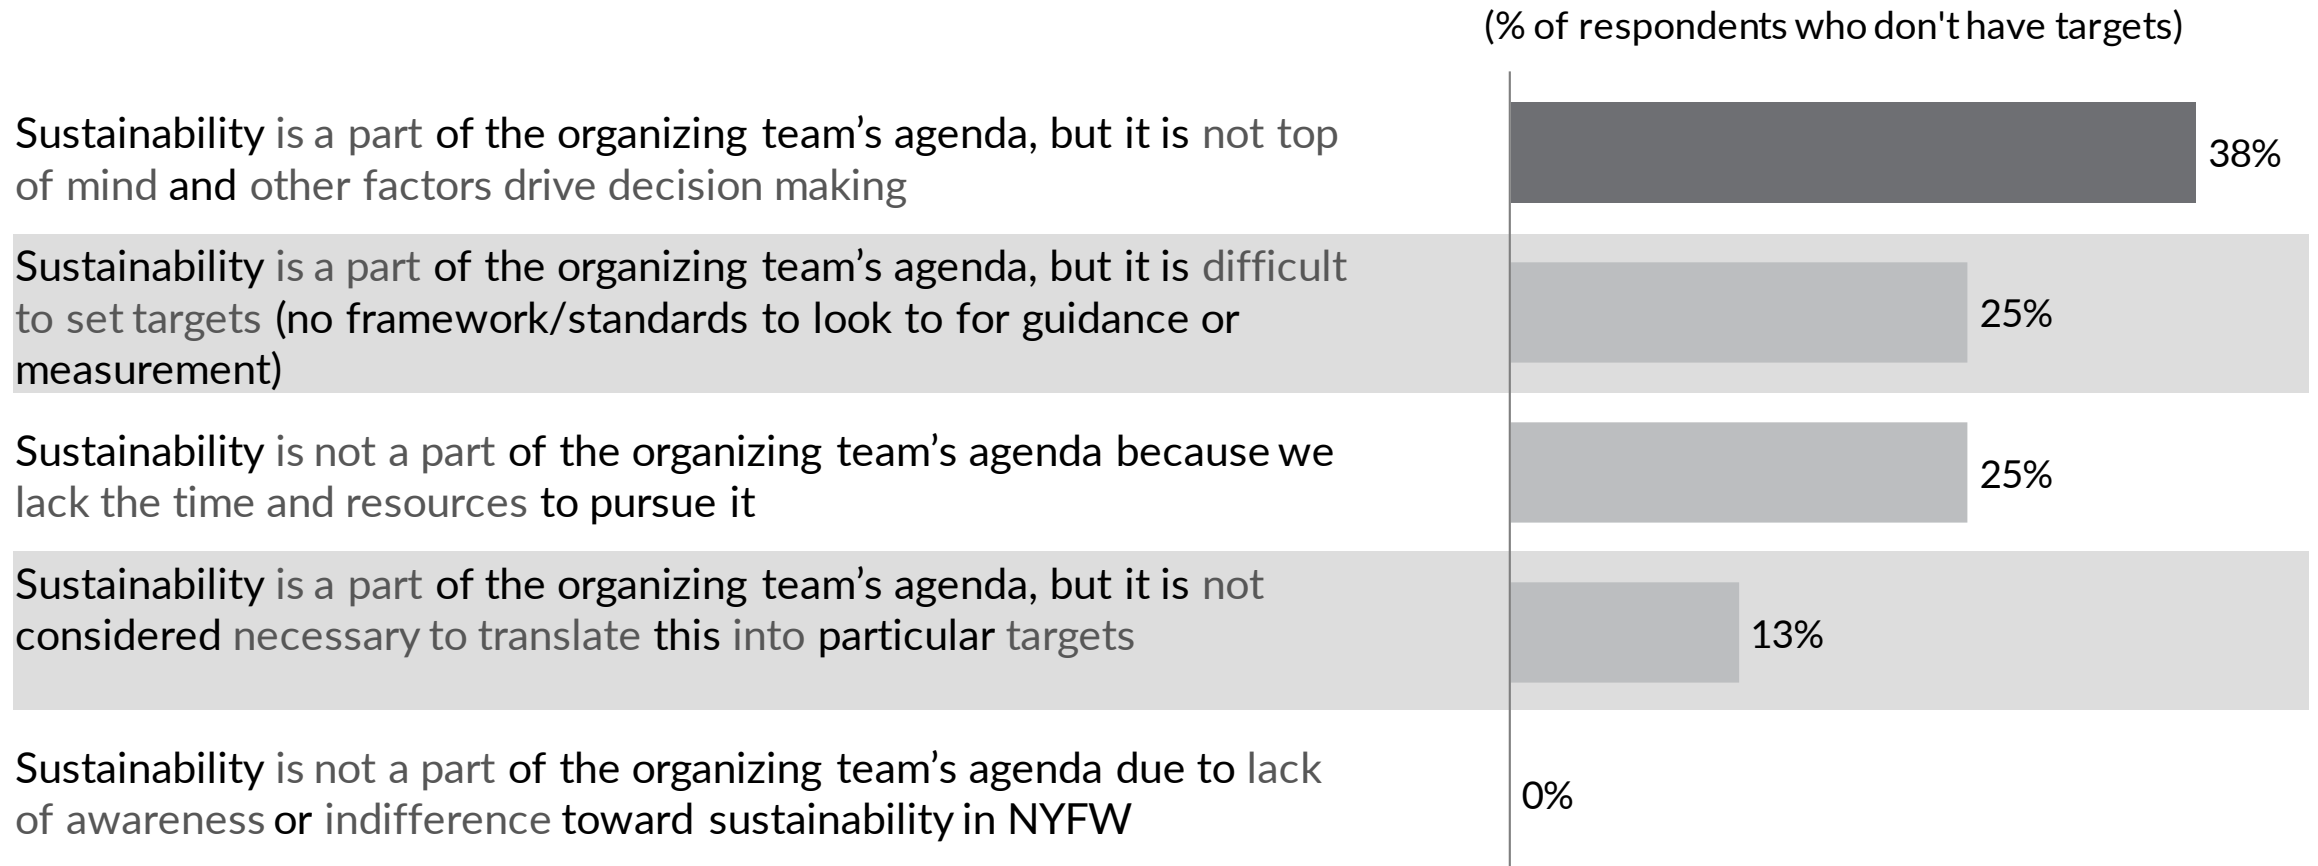 (% of respondents who don't have targets)
Sustainability is a part of the organizing team’s agenda, but it is not top
of mind and other factors drive decision making
38%
Sustainability is a part of the organizing team’s agenda, but it is difficult
to set targets (no framework/standards to look to for guidance or
measurement)
25%
Sustainability is not a part of the organizing team’s agenda because we
lack the time and resources to pursue it
25%
Sustainability is a part of the organizing team’s agenda, but it is not
considered necessary to translate this into particular targets
13%
Sustainability is not a part of the organizing team’s agenda due to lack
of awareness or indifference toward sustainability in NYFW
0%